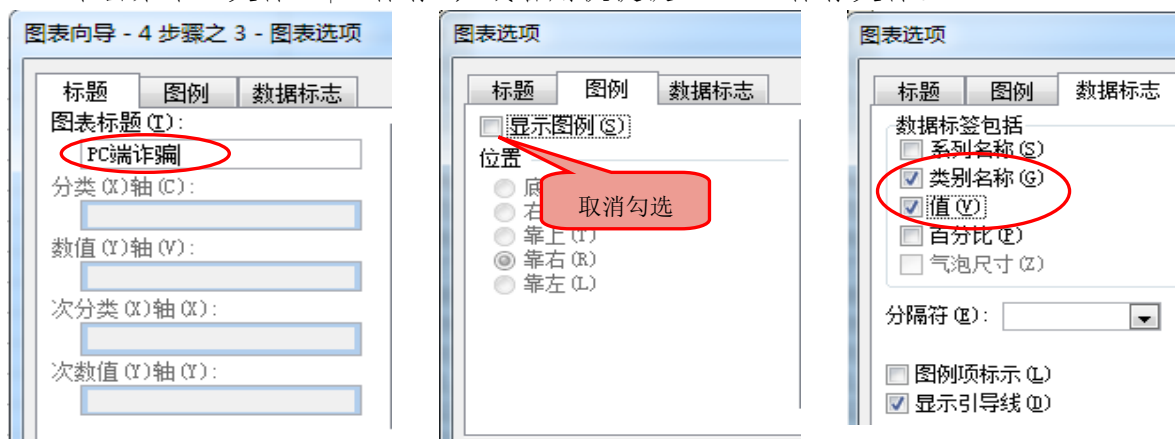 图表向导 - 4 步骤之 3 - 图表选项
标题 图例 数据标志
图表标题(T):
PC端诈骗
分类(X)轴(C):
数值(Y)轴(V):
次分类(X)轴(X):
次数值(Y)轴(Y):
图表选项
标题 图例 数据标志
显示图例(S)
位置
底
右
靠上(T)
靠右(R)
靠左(L)
取消勾选
图表选项
标题 图例 数据标志
数据标签包括
系列名称(S)
类别名称(G)
值(V)
百分比(P)
气泡尺寸(Z)
分隔符(E):
图例项标示(L)
显示引导线(D)